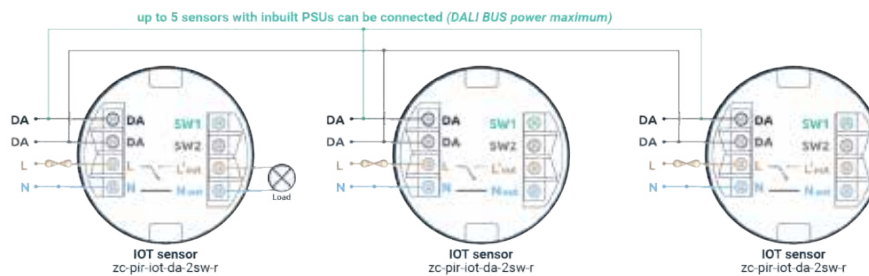 up to 5 sensors with inbuilt PSUs can be connected (DALI BUS power maximum)
DA DA SW1
DA DA SW2
L L L'out
N N Nout
Load
IOT sensor
zc-pir-iot-da-2sw-r
DA DA SW1
DA DA SW2
L L L'out
N N Nout
IOT sensor
zc-pir-iot-da-2sw-r
DA DA SW1
DA DA SW2
L L L'out
N N Nout
IOT sensor
zc-pir-iot-da-2sw-r